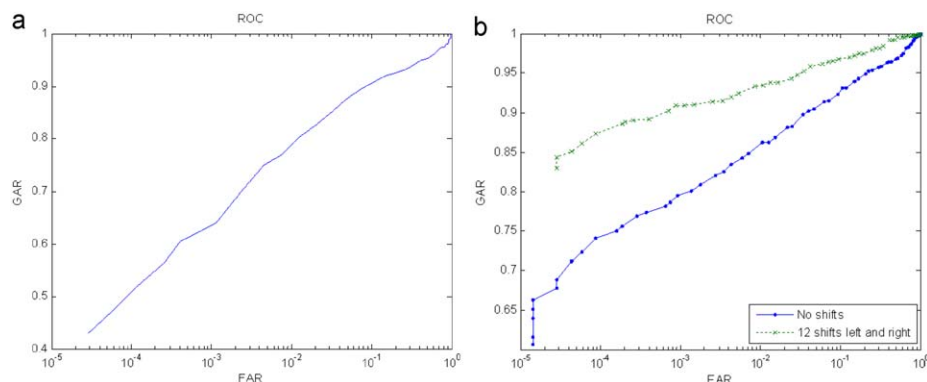 a
ROC
1
0.9
0.8
0.7
0.6
0.5
0.4
GAR
10^-5
10^-4
10^-3
10^-2
10^-1
10^0
FAR
b
ROC
1
0.95
0.9
0.85
0.8
0.75
0.7
0.65
GAR
No shifts
12 shifts left and right
10^-5
10^-4
10^-3
10^-2
10^-1
10^0
FAR